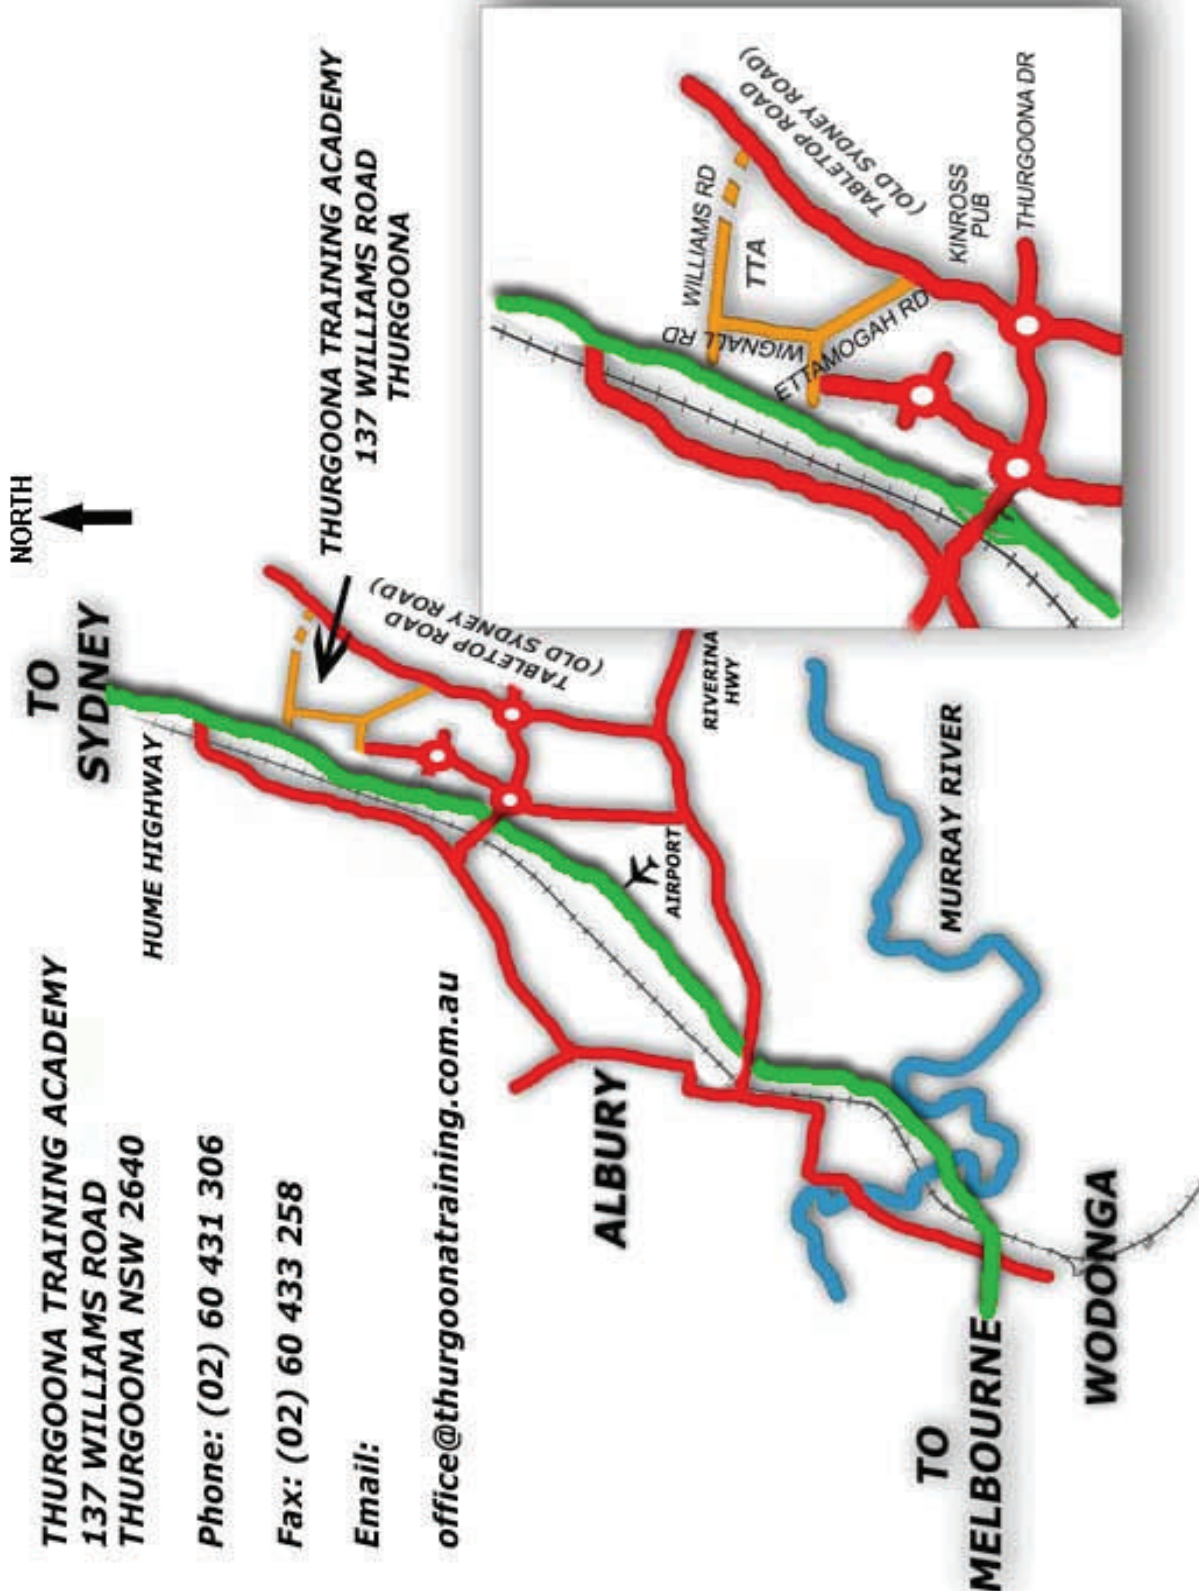 THURGOONA TRAINING ACADEMY
137 WILLIAMS ROAD
THURGOONA NSW 2640
Phone: (02) 60 431 306
Fax: (02) 60 433 258
Email:
office@thurgoonatraining.com.au
TO
SYDNEY
NORTH
HUME HIGHWAY
THURGOONA TRAINING ACADEMY
137 WILLIAMS ROAD
THURGOONA
TABLETOP ROAD
(OLD SYDNEY ROAD)
RIVERINA
HWY
AIRPORT
ALBURY
MURRAY RIVER
TO
MELBOURNE
WODONGA
WILLIAMS RD
TTA
WIGNALL RD
ETTAMOGAH RD
TABLETOP ROAD
(OLD SYDNEY ROAD)
KINROSS
PUB
THURGOONA DR